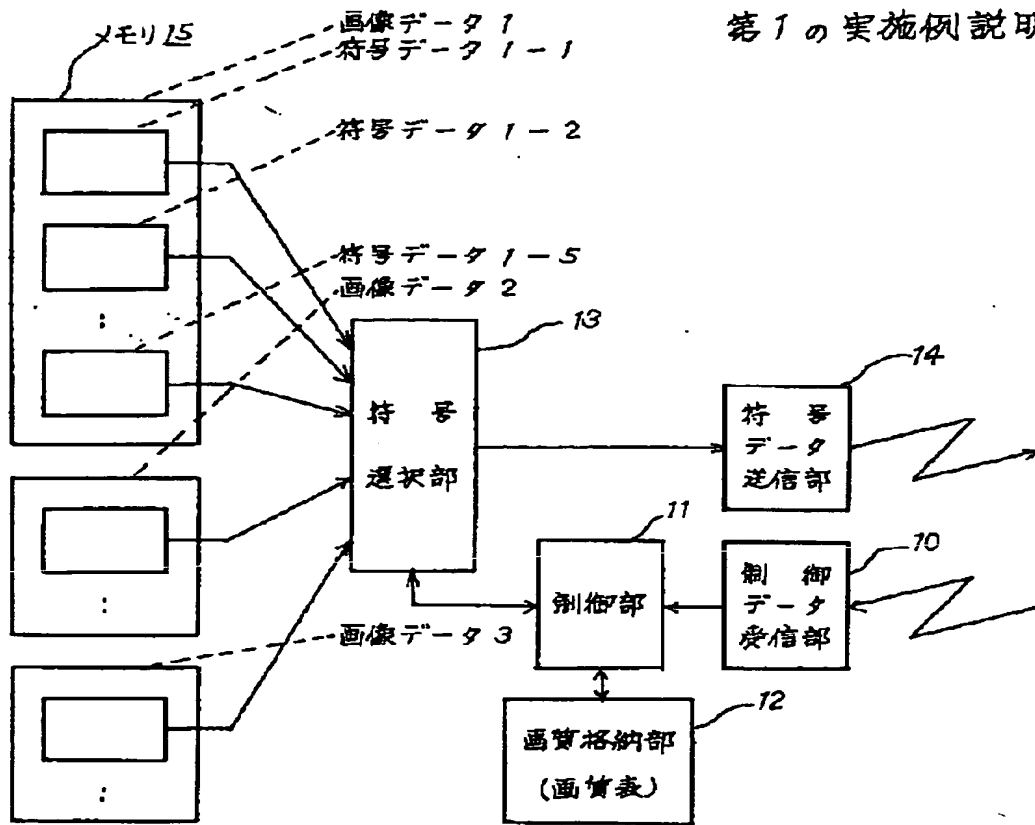 第1の実施例説明
メモリ15
画像データ1
符号データ1-1
符号データ1-2
符号データ1-5
画像データ2
:
13
符号
選択部
14
符号
データ
送信部
11
制御部
10
制御
データ
受信部
:
画像データ3
12
画質格納部
(画質表)
: